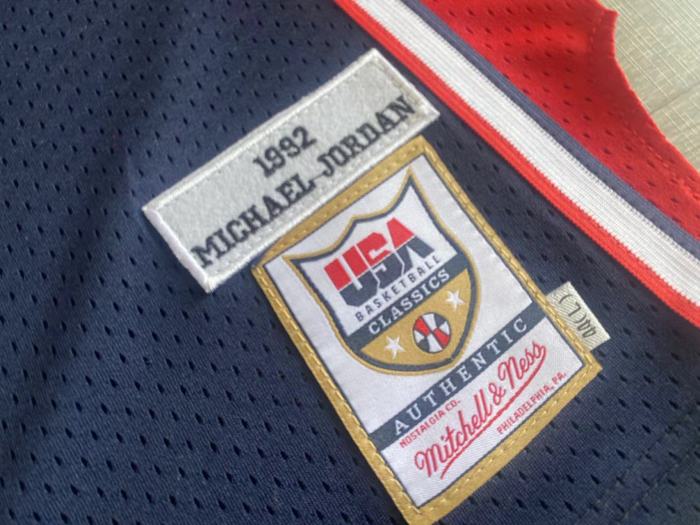 1992
MICHAEL JORDAN
USA
BASKETBALL
CLASSICS
AUTHENTIC
NOSTALGIA CO.
Mitchell & Ness
PHILADELPHIA, PA.